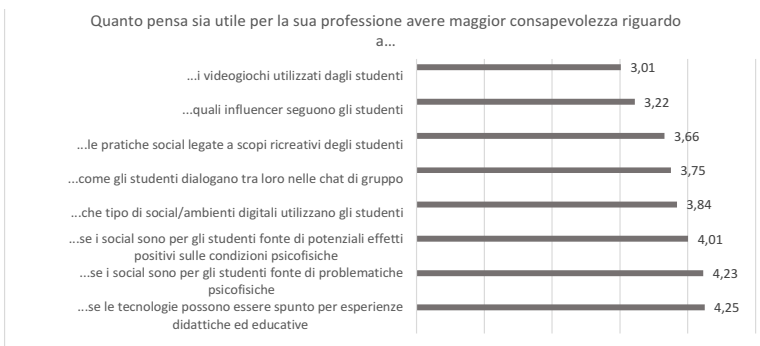 Quanto pensa sia utile per la sua professione avere maggior consapevolezza riguardo
a...
...i videogiochi utilizzati dagli studenti
3,01
...quali influencer seguono gli studenti
3,22
...le pratiche social legate a scopi ricreativi degli studenti
3,66
...come gli studenti dialogano tra loro nelle chat di gruppo
3,75
...che tipo di social/ambienti digitali utilizzano gli studenti
3,84
...se i social sono per gli studenti fonte di potenziali effetti
positivi sulle condizioni psicofisiche
4,01
...se i social sono per gli studenti fonte di problematiche
psicofisiche
4,23
...se le tecnologie possono essere spunto per esperienze
didattiche ed educative
4,25